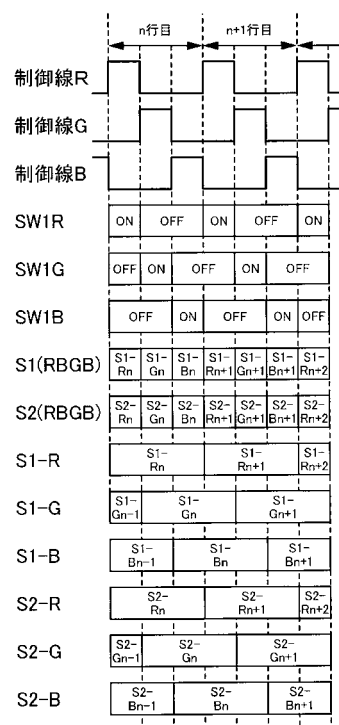 n行目 n+1行目
制御線R
制御線G
制御線B
SW1R ON OFF ON OFF ON
SW1G OFF ON OFF ON OFF
SW1B OFF ON OFF ON OFF
S1(RBGB) S1-Rn S1-Gn S1-Bn S1-Rn+1 S1-Gn+1 S1-Bn+1 S1-Rn+2
S2(RBGB) S2-Rn S2-Gn S2-Bn S2-Rn+1 S2-Gn+1 S2-Bn+1 S2-Rn+2
S1-R S1-Rn S1-Rn+1 S1-Rn+2
S1-G S1-Gn-1 S1-Gn S1-Gn+1
S1-B S1-Bn-1 S1-Bn S1-Bn+1
S2-R S2-Rn S2-Rn+1 S2-Rn+2
S2-G S2-Gn-1 S2-Gn S2-Gn+1
S2-B S2-Bn-1 S2-Bn S2-Bn+1